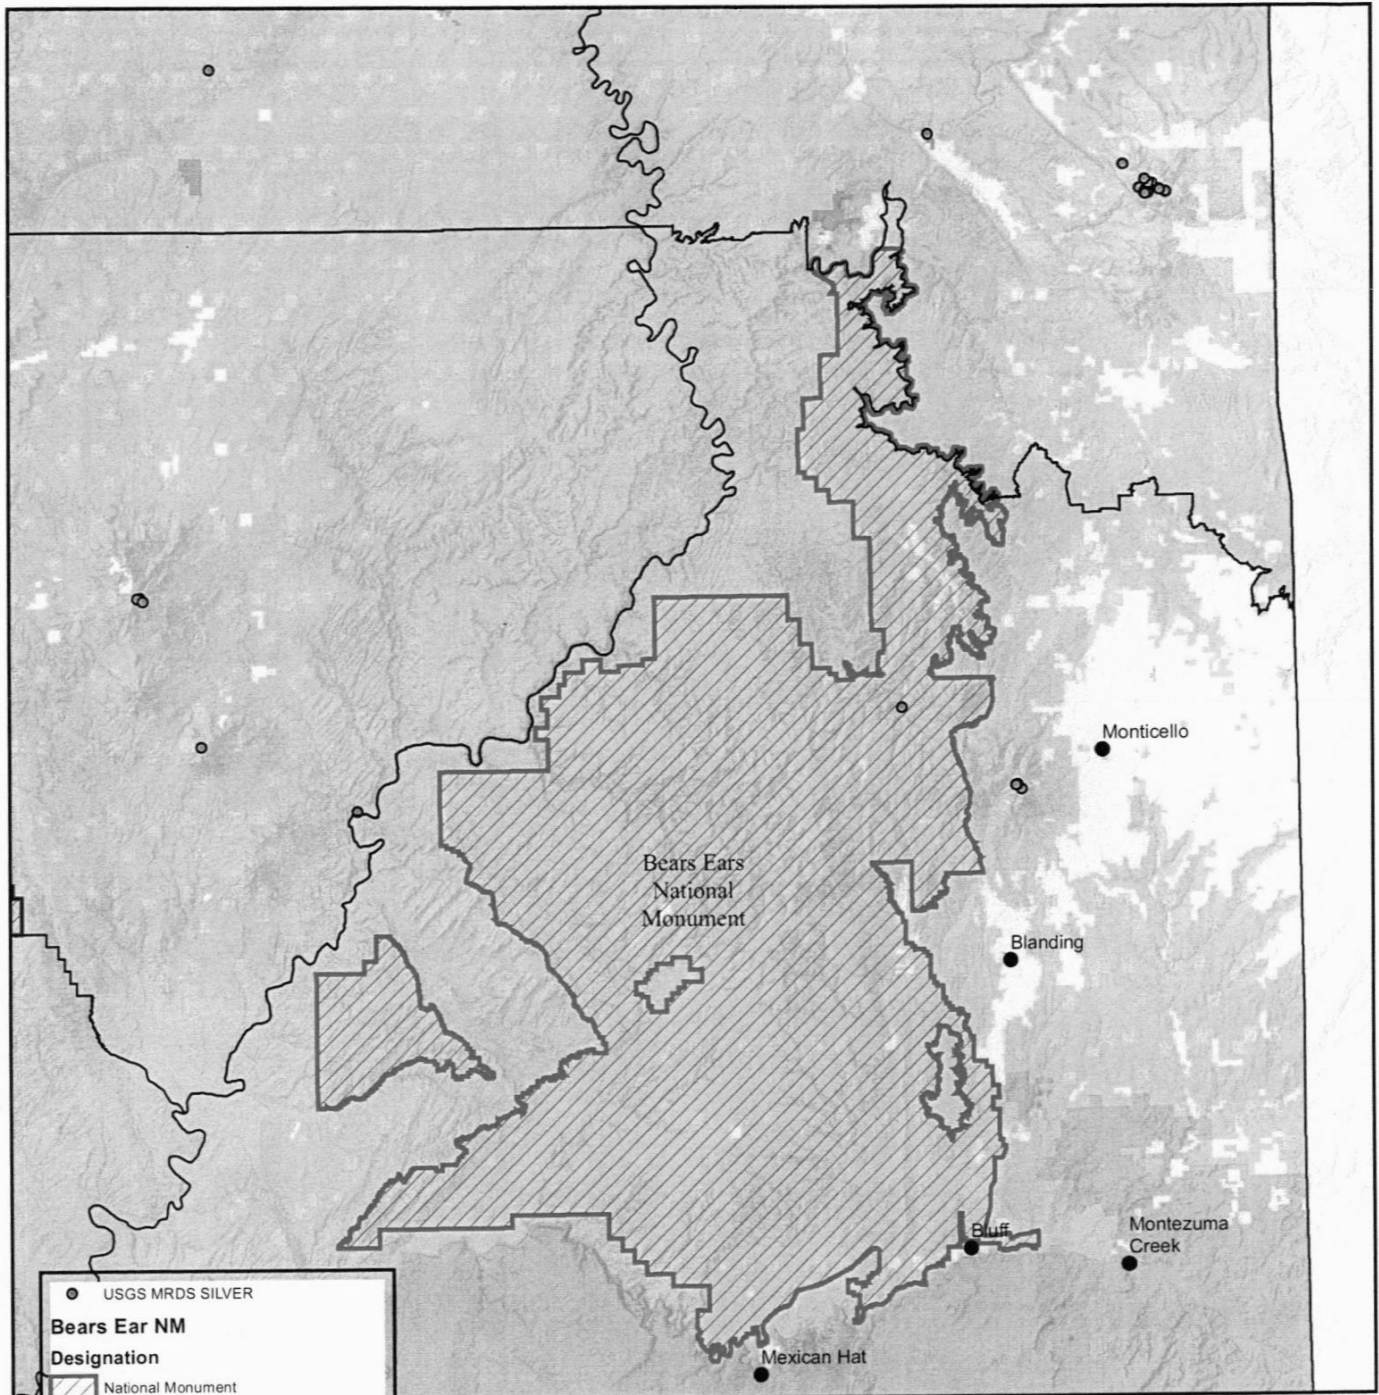 Monticello
Bears Ears
National
Monument
Blanding
Bluff
Montezuma
Creek
USGS MRDS SILVER
Bears Ear NM
Designation
National Monument
Mexican Hat